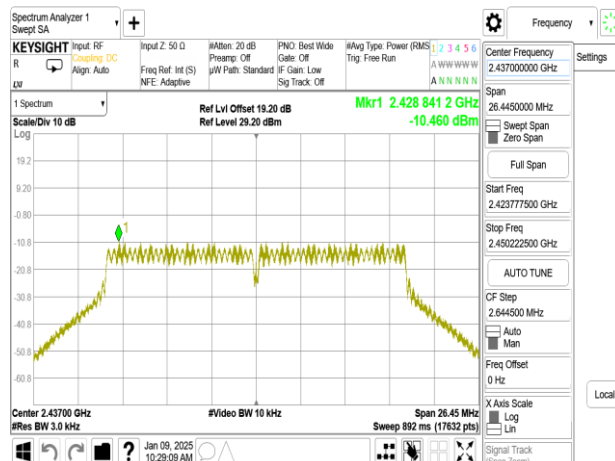 Spectrum Analyzer 1
Swept SA
+
Frequency
KEYSIGHT
R
Input: RF
Coupling: DC
Align: Auto
Input Z: 50 Ω
Freq Ref: Int (S)
NFE: Adaptive
#Atten: 20 dB
Preamp: Off
µW Path: Standard
PNO: Best Wide
Gate: Off
IF Gain: Low
Sig Track: Off
#Avg Type: Power (RMS
Trig: Free Run
1 2 3 4 5 6
A W W W W W
A N N N N N
Center Frequency
2.437000000 GHz
Settings
Span
26.4450000 MHz
Swept Span
Zero Span
Full Span
Start Freq
2.423777500 GHz
Stop Freq
2.450222500 GHz
AUTO TUNE
CF Step
2.644500 MHz
Auto
Man
Freq Offset
0 Hz
X Axis Scale
Log
Lin
Local
Signal Track
(Span Zoom)
1 Spectrum
Scale/Div 10 dB
Log
Ref Lvl Offset 19.20 dB
Ref Level 29.20 dBm
Mkr1 2.428 841 2 GHz
-10.460 dBm
19.2
9.20
-0.80
-10.8
-20.8
-30.8
-40.8
-50.8
-60.8
1
Center 2.43700 GHz
#Res BW 3.0 kHz
#Video BW 10 kHz
Span 26.45 MHz
Sweep 892 ms (17632 pts)
?
Jan 09, 2025
10:29:09 AM